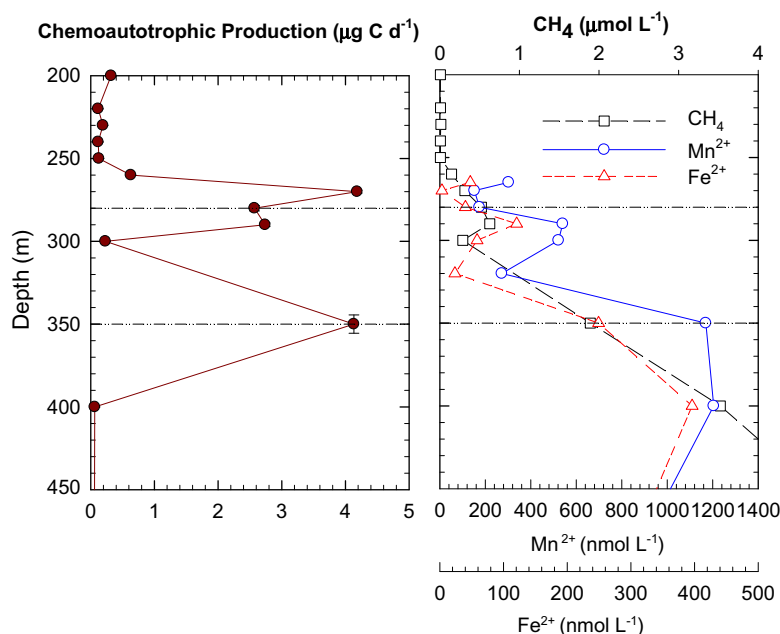 Chemoautotrophic Production (µg C d⁻¹)
0 1 2 3 4 5
Depth (m)
200
250
300
350
400
450
CH₄ (µmol L⁻¹)
0 1 2 3 4
CH₄
Mn²⁺
Fe²⁺
0 200 400 600 800 1000 1200 1400
Mn²⁺ (nmol L⁻¹)
0 100 200 300 400 500
Fe²⁺ (nmol L⁻¹)